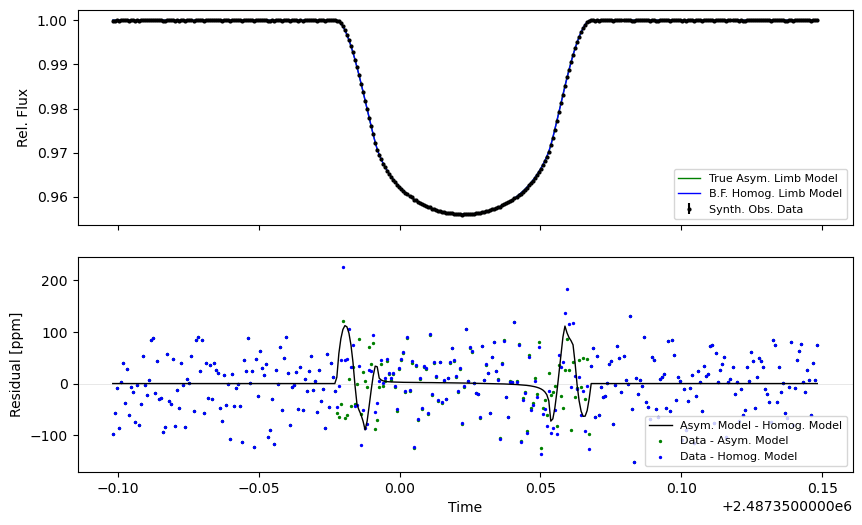 1.00
0.99
0.98
0.97
0.96
Rel. Flux
True Asym. Limb Model
B.F. Homog. Limb Model
Synth. Obs. Data
200
100
0
−100
Residual [ppm]
Asym. Model - Homog. Model
Data - Asym. Model
Data - Homog. Model
−0.10
−0.05
0.00
0.05
0.10
0.15
Time
+2.4873500000e6